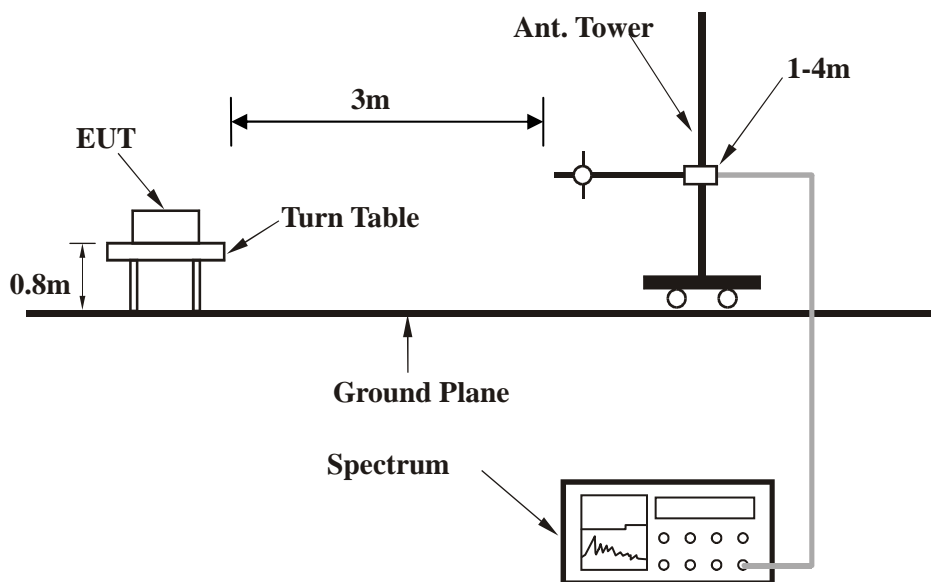 Ant. Tower
1-4m
3m
EUT
Turn Table
0.8m
Ground Plane
Spectrum